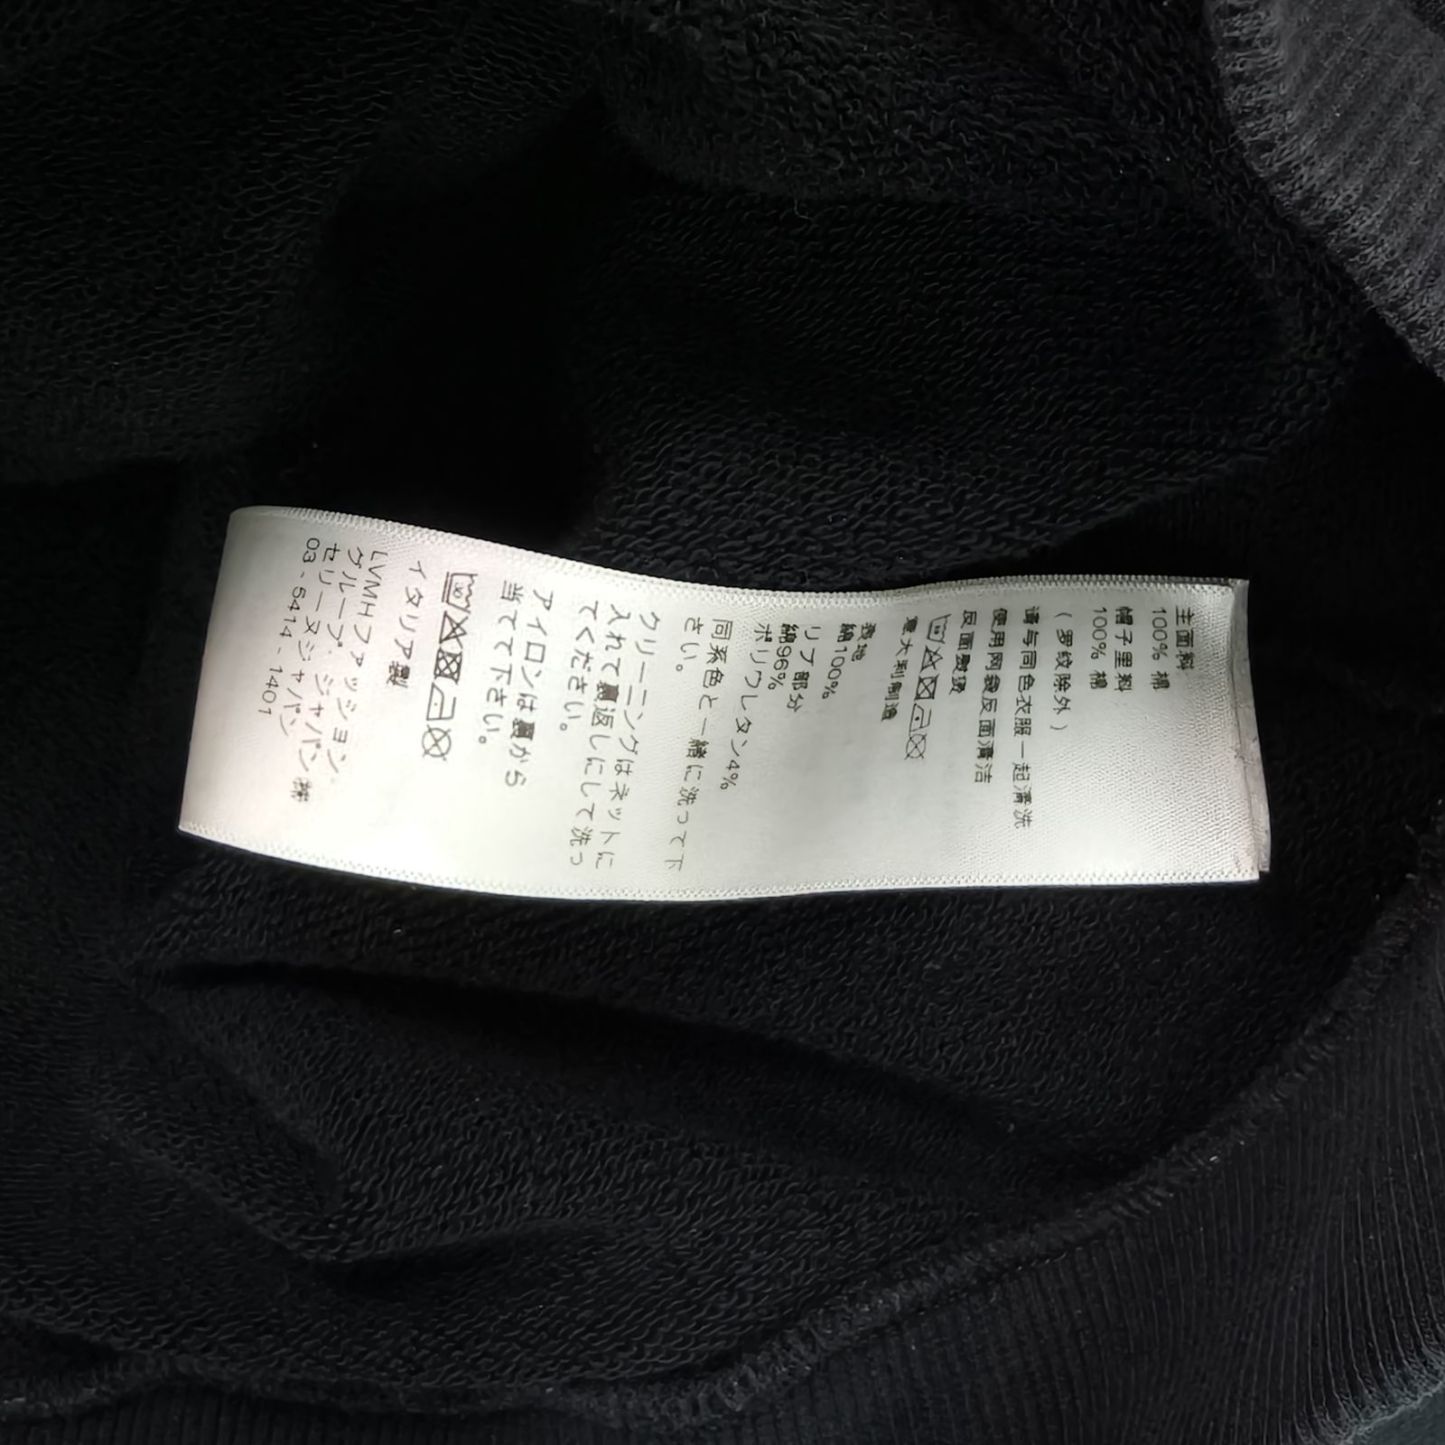 主面料
100% 棉
帽子里料:
100% 棉
(罗纹除外)
请与同色衣服一起清洗
使用网袋反面清洁
反面熨烫
意大利制造
表地
綿100%
リブ部分
綿96%
ポリウレタン4%
同系色と一緒に洗って下
さい。
クリーニングはネットに
入れて裏返しにして洗っ
てください。
アイロンは裏から
当てて下さい。
イタリア製
LVMHファッション.
グループ.ジャパン 株
セリーヌジャパン
03-5414-1401